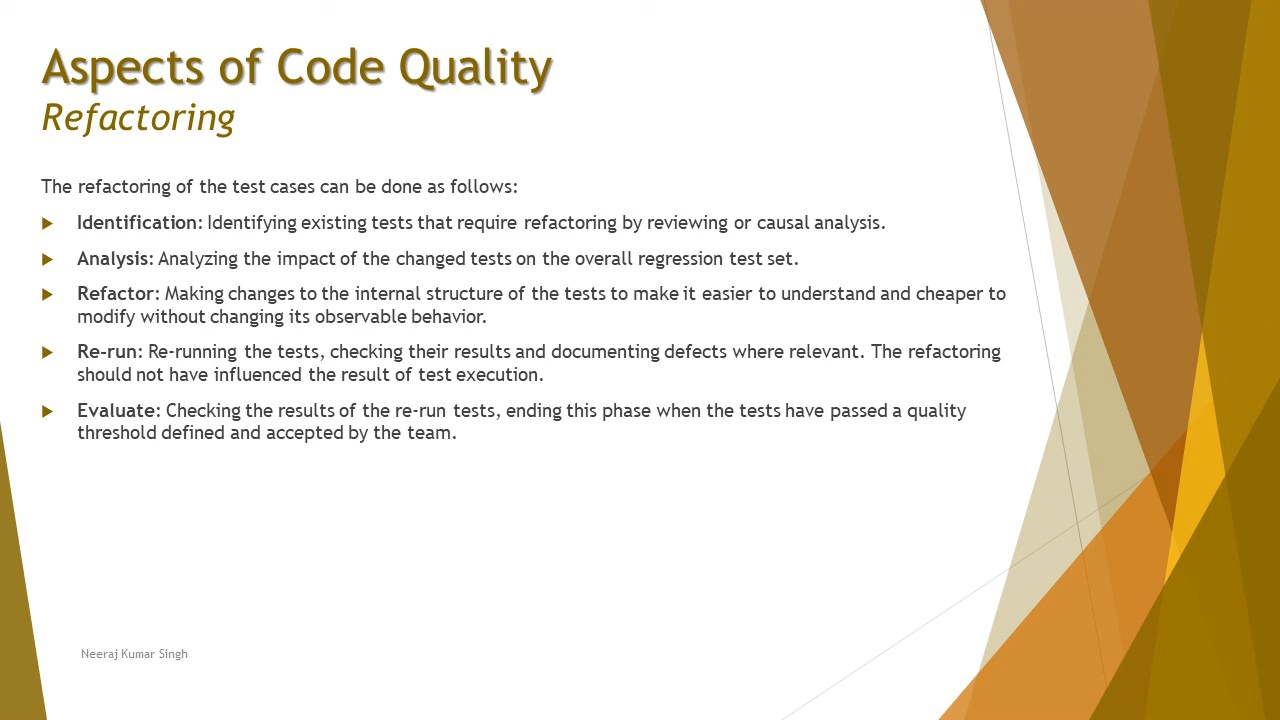 Aspects of Code Quality
Refactoring
The refactoring of the test cases can be done as follows:
Identification: Identifying existing tests that require refactoring by reviewing or causal analysis.
Analysis: Analyzing the impact of the changed tests on the overall regression test set.
Refactor: Making changes to the internal structure of the tests to make it easier to understand and cheaper to
modify without changing its observable behavior.
Re-run: Re-running the tests, checking their results and documenting defects where relevant. The refactoring
should not have influenced the result of test execution.
Evaluate: Checking the results of the re-run tests, ending this phase when the tests have passed a quality
threshold defined and accepted by the team.
Neeraj Kumar Singh